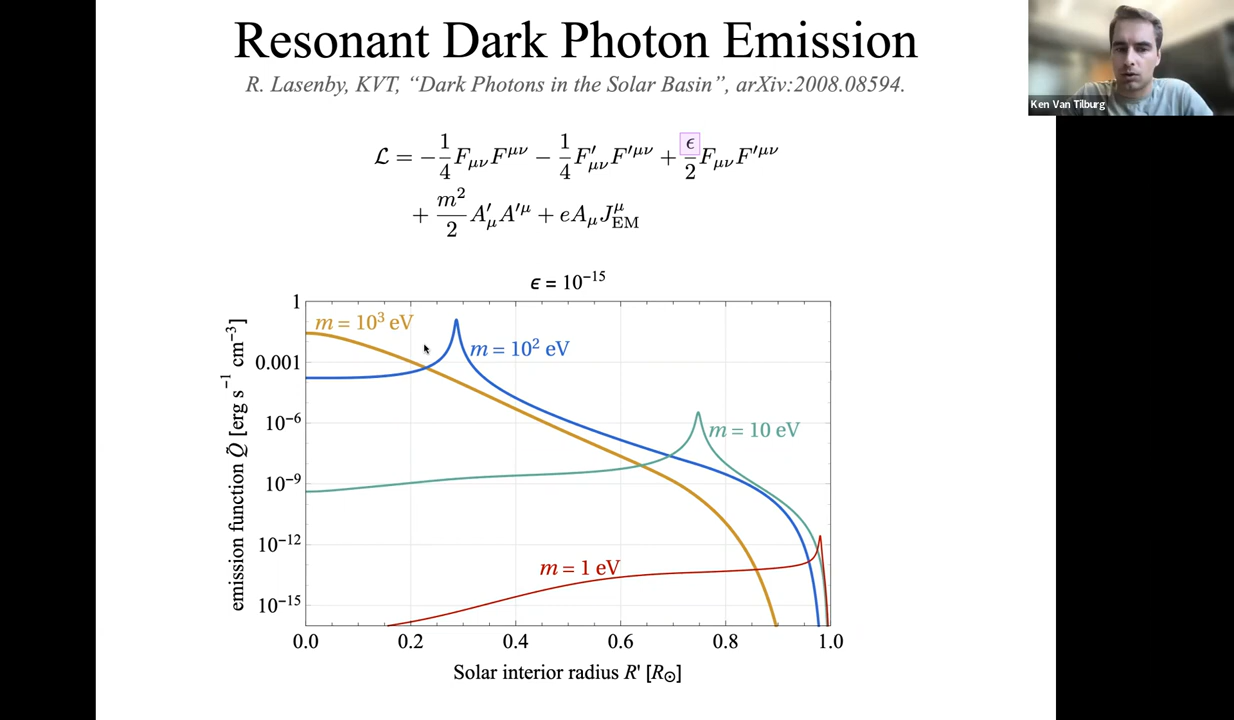 Resonant Dark Photon Emission
R. Lasenby, KVT, “Dark Photons in the Solar Basin”, arXiv:2008.08594.
Ken Van Tilburg
ℒ = −1/4 F_μν F^μν − 1/4 F′_μν F′^μν + ϵ/2 F_μν F′^μν
+ m²/2 A′_μ A′^μ + eA_μ J^μ_EM
ϵ = 10⁻¹⁵
emission function Q̃ [erg s⁻¹ cm⁻³]
1
0.001
10⁻⁶
10⁻⁹
10⁻¹²
10⁻¹⁵
m = 10³ eV
m = 10² eV
m = 10 eV
m = 1 eV
0.0 0.2 0.4 0.6 0.8 1.0
Solar interior radius R' [R⊙]